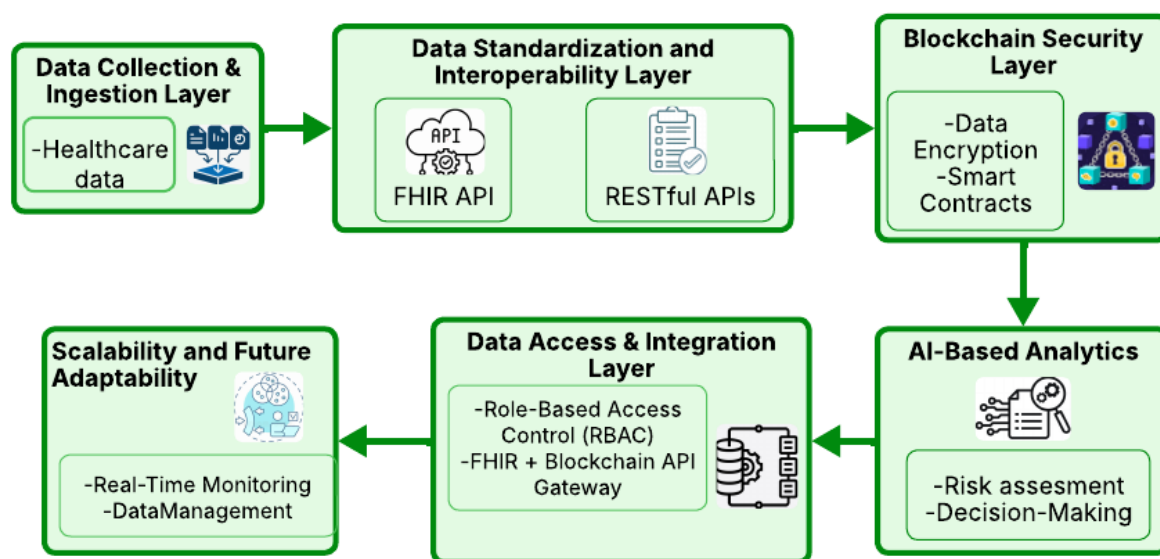 Data Collection &
Ingestion Layer
-Healthcare
data
Data Standardization and
Interoperability Layer
API
FHIR API
RESTful APIs
Blockchain Security
Layer
-Data
Encryption
-Smart
Contracts
Scalability and Future
Adaptability
-Real-Time Monitoring
-DataManagement
Data Access & Integration
Layer
-Role-Based Access
Control (RBAC)
-FHIR + Blockchain API
Gateway
AI-Based Analytics
-Risk assesment
-Decision-Making